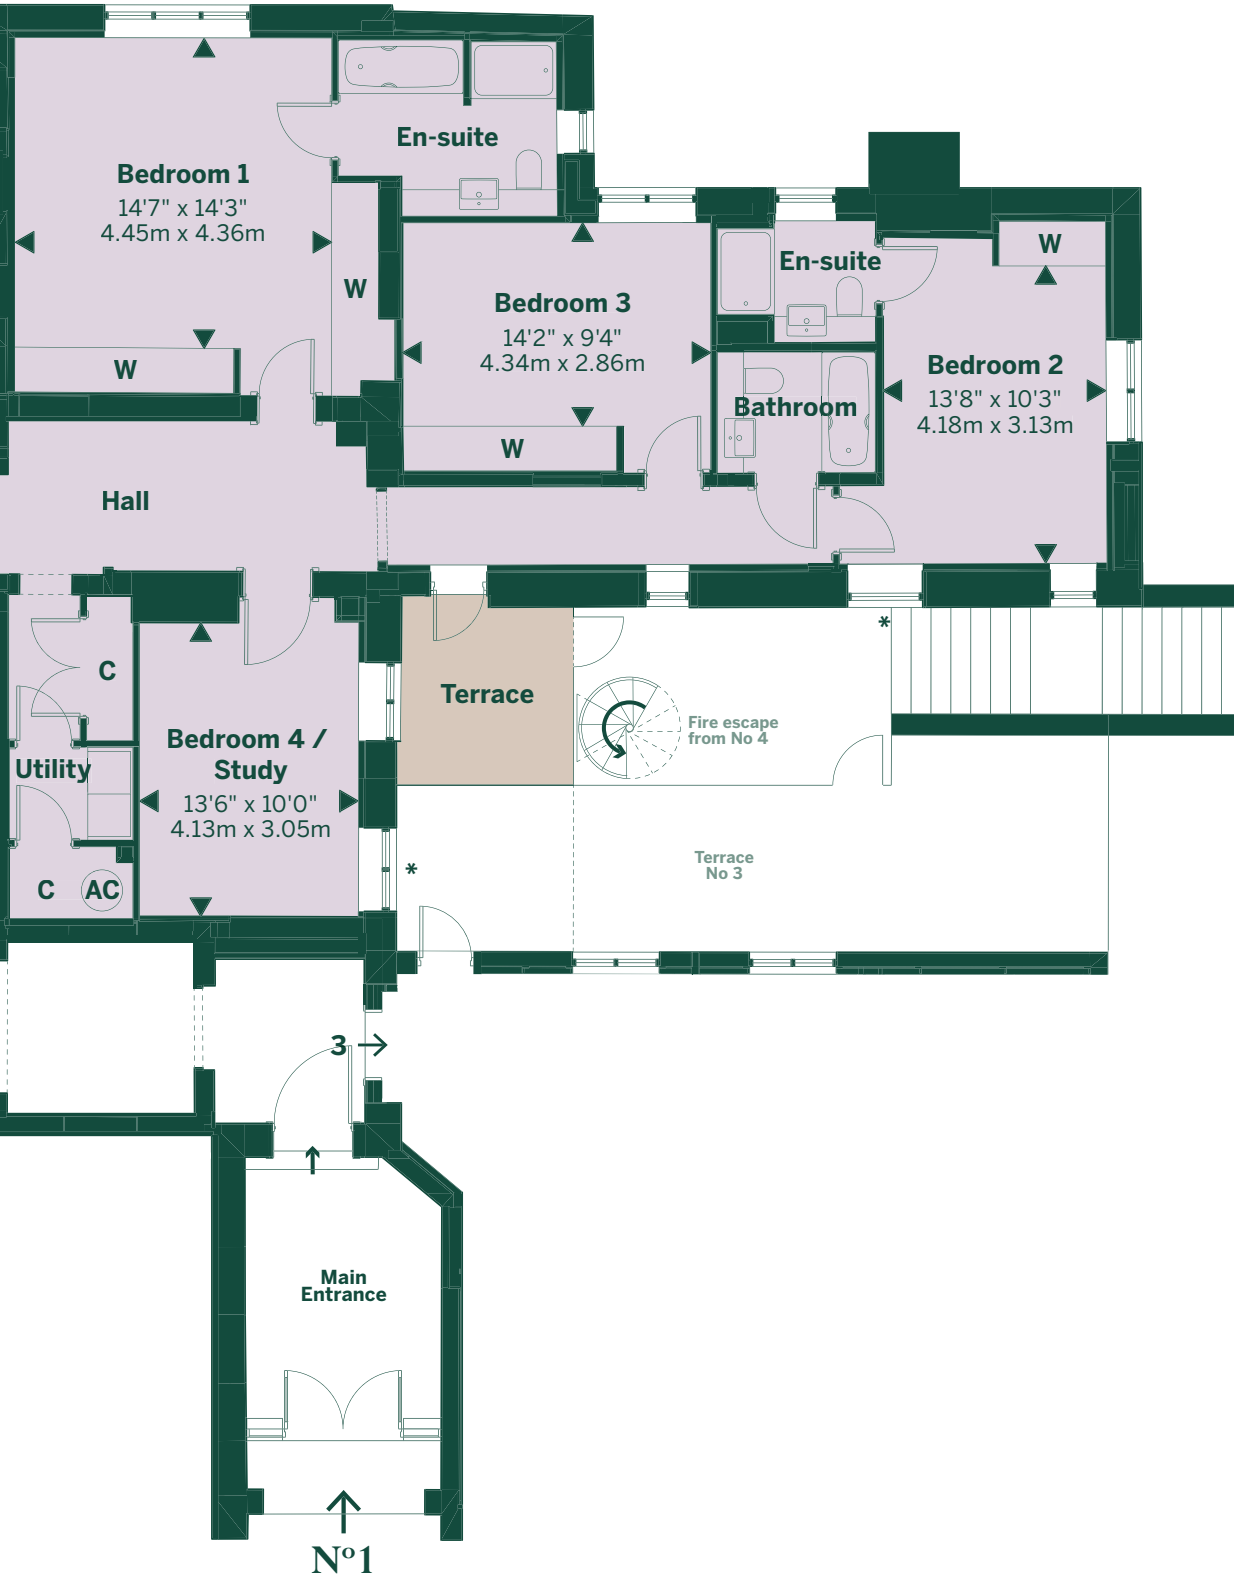 En-suite
Bedroom 1
14'7" x 14'3"
4.45m x 4.36m
W
W
Bedroom 3
14'2" x 9'4"
4.34m x 2.86m
W
En-suite
W
Bedroom 2
13'8" x 10'3"
4.18m x 3.13m
Bathroom
Hall
C
Utility
C
AC
Bedroom 4 /
Study
13'6" x 10'0"
4.13m x 3.05m
Terrace
*
Fire escape
from No 4
*
Terrace
No 3
3
Main
Entrance
Nº1